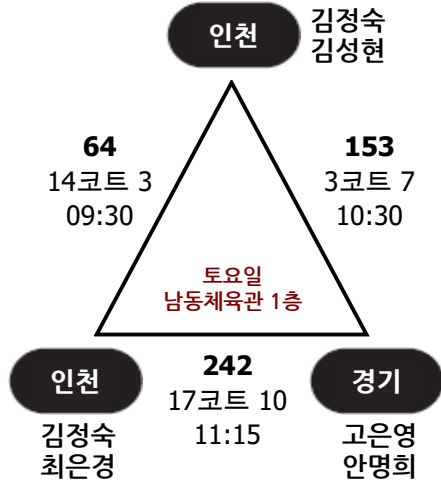 인천
김정숙
김성현
64
14코트 3
09:30
153
3코트 7
10:30
토요일
남동체육관 1층
인천
김정숙
최은경
242
17코트 10
11:15
경기
고은영
안명희